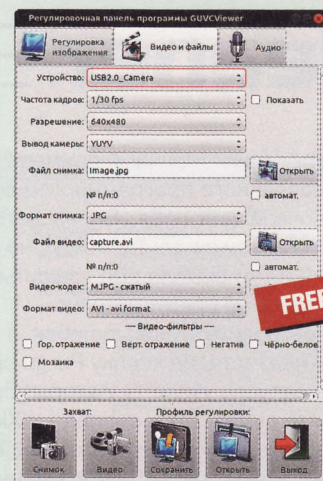 Регулировочная панель программы GUVCViewer
Регулировка изображения
Видео и файлы
Аудио
Устройство: USB2.0_Camera
Частота кадров: 1/30 fps
Показать
Разрешение: 640x480
Вывод камеры: YUYV
Файл снимка: Image.jpg
Открыть
№ п/п:0
автомат.
Формат снимка: JPG
Файл видео: capture.avi
Открыть
№ п/п:0
автомат.
Видео-кодек: MJPG - сжатый
FREE
Формат видео: AVI - avi format
---- Видео-фильтры ----
Гор. отражение
Верт. отражение
Негатив
Чёрно-белое
Мозаика
Захват:
Профиль регулировки:
Снимок
Видео
Сохранить
Открыть
Выход